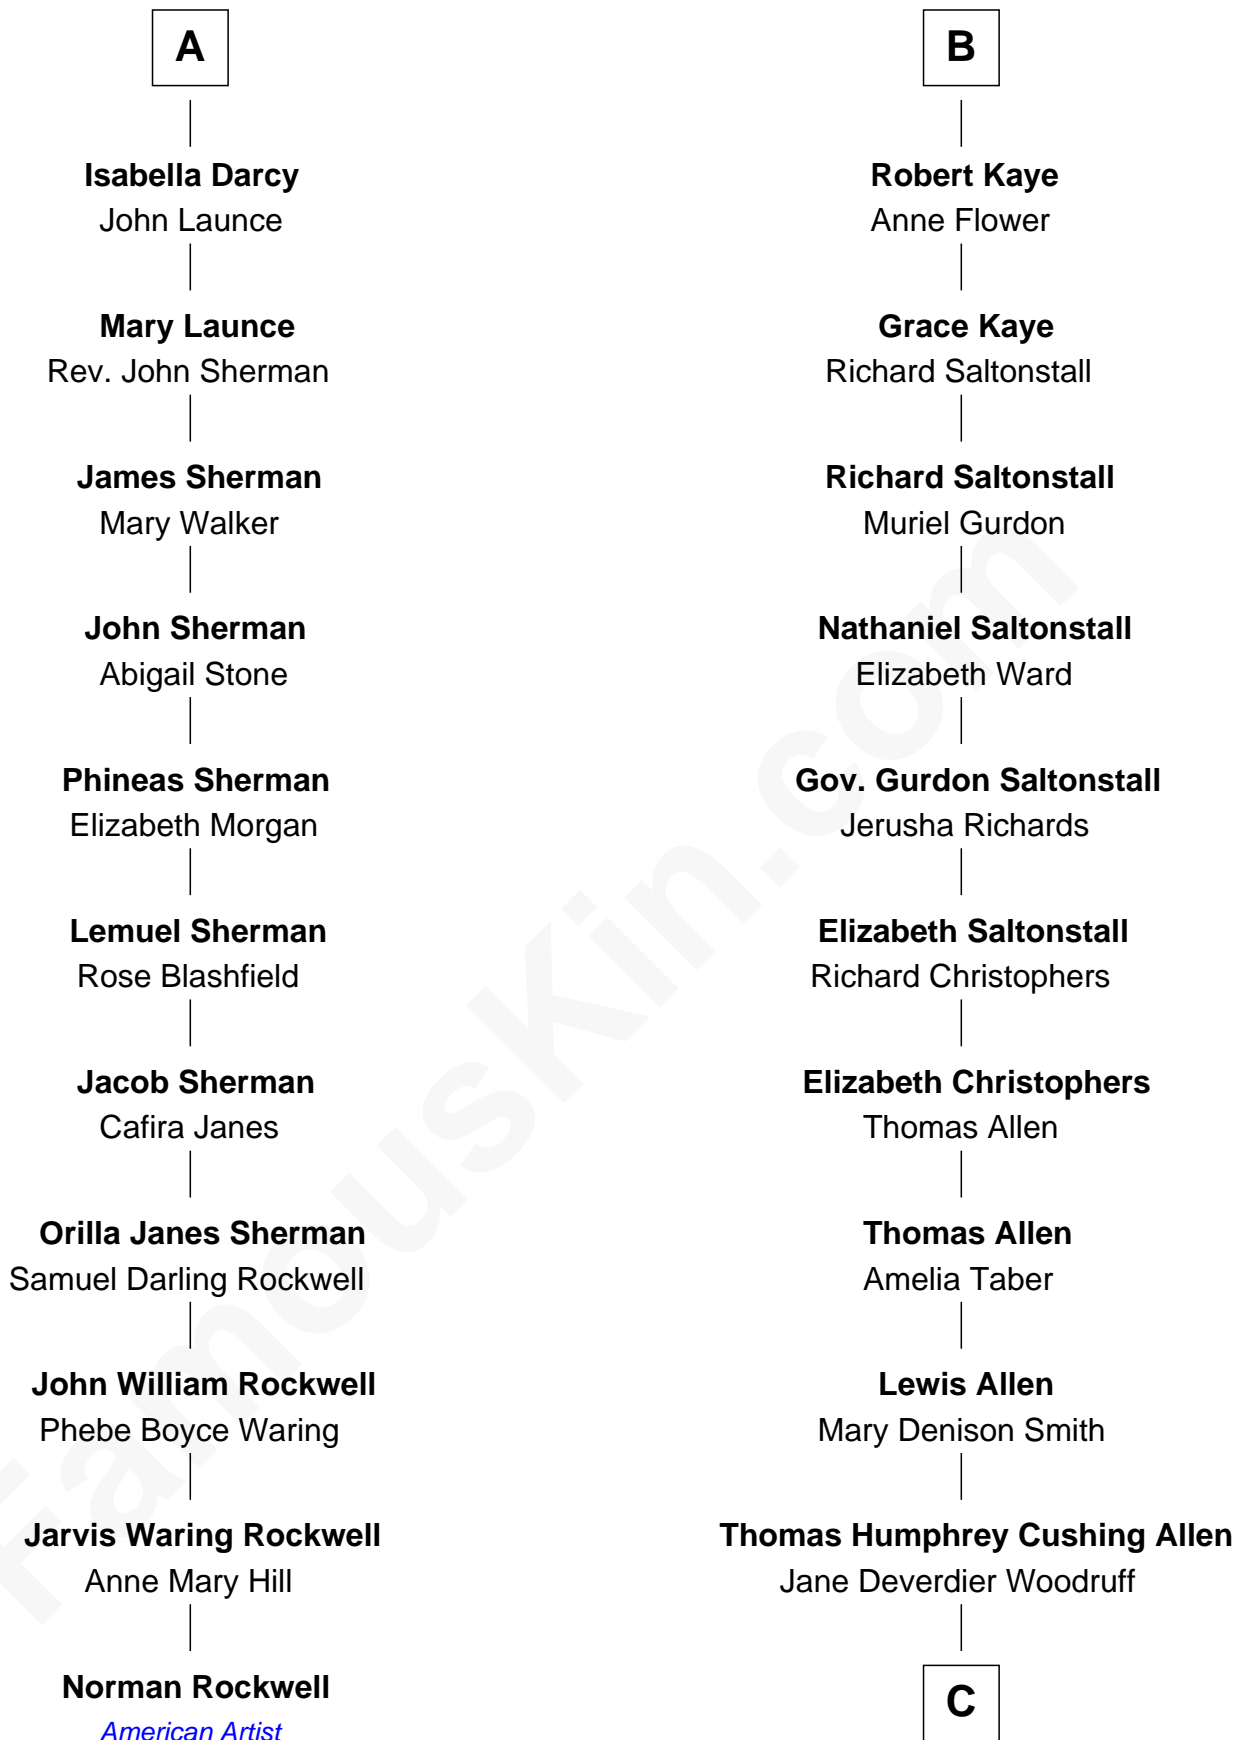 A
Isabella Darcy
John Launce
Mary Launce
Rev. John Sherman
James Sherman
Mary Walker
John Sherman
Abigail Stone
Phineas Sherman
Elizabeth Morgan
Lemuel Sherman
Rose Blashfield
Jacob Sherman
Cafira Janes
Orilla Janes Sherman
Samuel Darling Rockwell
John William Rockwell
Phebe Boyce Waring
Jarvis Waring Rockwell
Anne Mary Hill
Norman Rockwell
American Artist
B
Robert Kaye
Anne Flower
Grace Kaye
Richard Saltonstall
Richard Saltonstall
Muriel Gurdon
Nathaniel Saltonstall
Elizabeth Ward
Gov. Gurdon Saltonstall
Jerusha Richards
Elizabeth Saltonstall
Richard Christophers
Elizabeth Christophers
Thomas Allen
Thomas Allen
Amelia Taber
Lewis Allen
Mary Denison Smith
Thomas Humphrey Cushing Allen
Jane Deverdier Woodruff
C
FamousKin.com